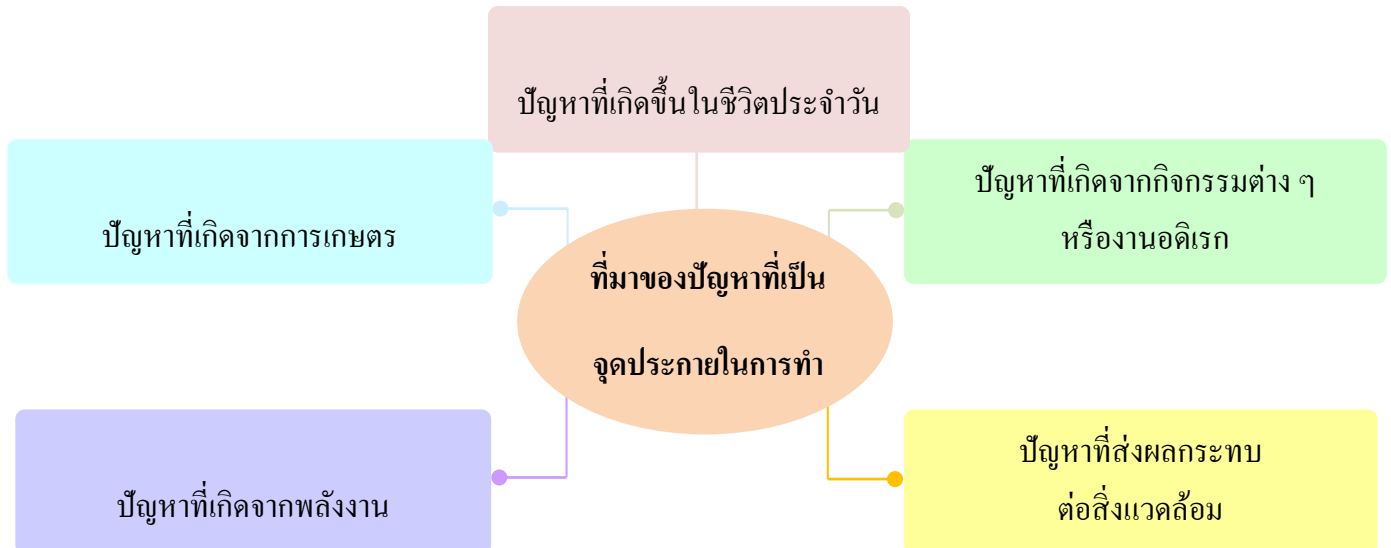 ปัญหาที่เกิดขึ้นในชีวิตประจำวัน
ปัญหาที่เกิดจากการเกษตร
ปัญหาที่เกิดจากกิจกรรมต่าง ๆ
หรืองานอดิเรก
ที่มาของปัญหาที่เป็น
จุดประกายในการทำ
ปัญหาที่เกิดจากพลังงาน
ปัญหาที่ส่งผลกระทบ
ต่อสิ่งแวดล้อม